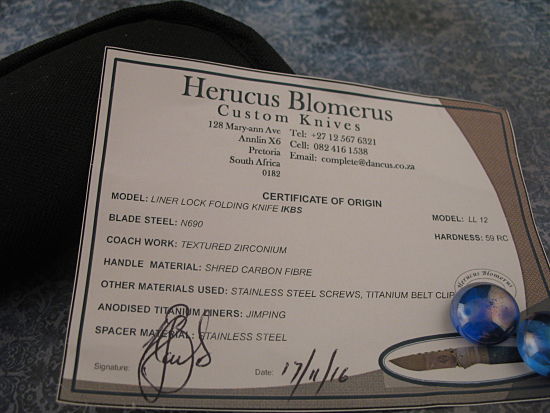 Herucus Blomerus
Custom Knives
128 Mary-ann Ave
Annlin X6
Pretoria
South Africa
0182
Tel: +27 12 567 6321
Cell: 082 416 1538
Email: complete@dancus.co.za
CERTIFICATE OF ORIGIN
MODEL: LINER LOCK FOLDING KNIFE IKBS
MODEL: LL 12
BLADE STEEL: N690
HARDNESS: 59 RC
COACH WORK: TEXTURED ZIRCONIUM
HANDLE MATERIAL: SHRED CARBON FIBRE
OTHER MATERIALS USED: STAINLESS STEEL SCREWS, TITANIUM BELT CLIP
ANODISED TITANIUM LINERS: JIMPING
SPACER MATERIAL: STAINLESS STEEL
Herucus Blomerus
Signature:
Date: 17/11/16